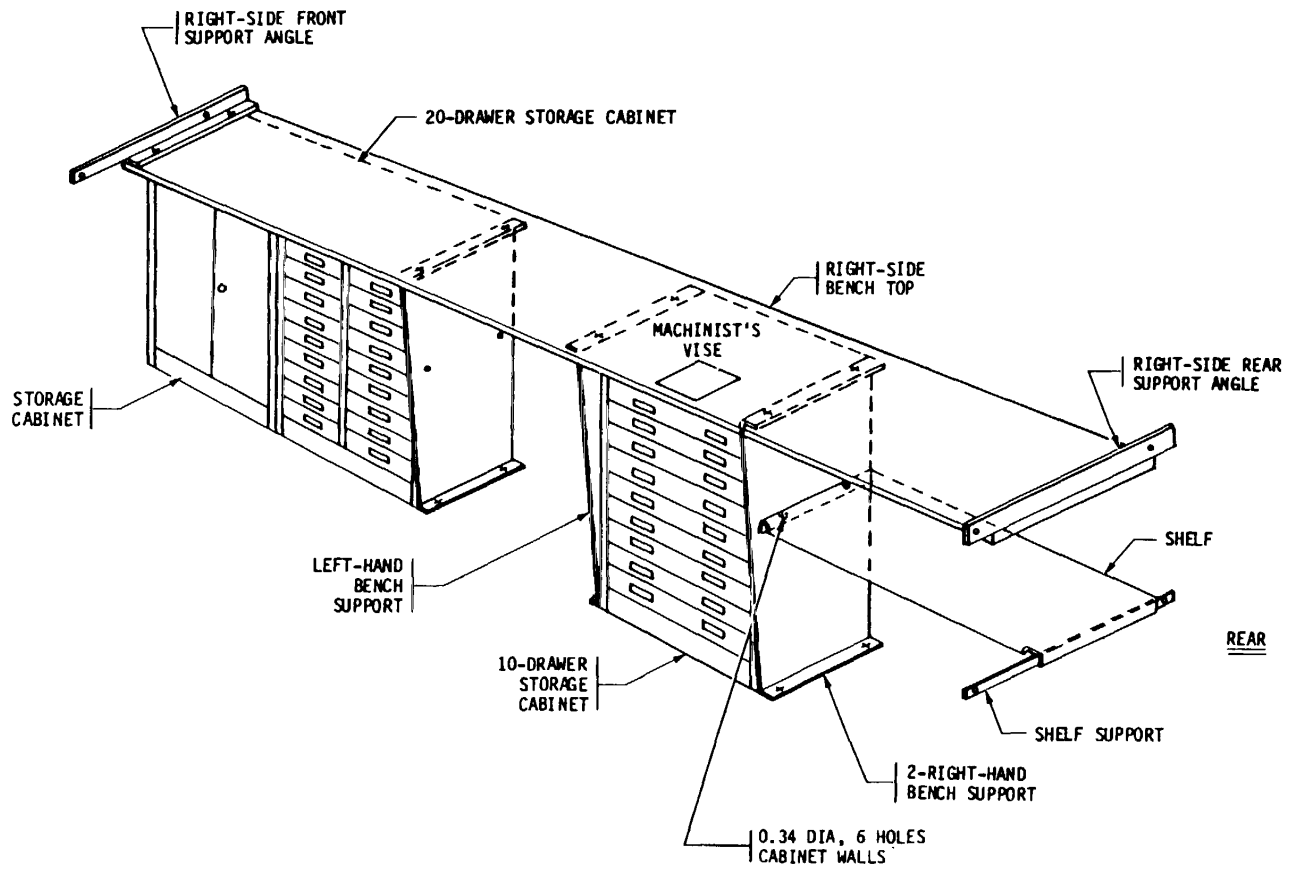 RIGHT-SIDE FRONT
SUPPORT ANGLE
20-DRAWER STORAGE CABINET
RIGHT-SIDE
BENCH TOP
MACHINIST'S
VISE
RIGHT-SIDE REAR
SUPPORT ANGLE
STORAGE
CABINET
SHELF
LEFT-HAND
BENCH
SUPPORT
REAR
10-DRAWER
STORAGE
CABINET
SHELF SUPPORT
2-RIGHT-HAND
BENCH SUPPORT
0.34 DIA, 6 HOLES
CABINET WALLS